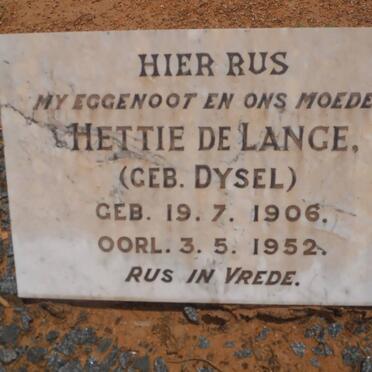 HIER RUS
MY EGGENOOT EN ONS MOEDE
HETTIE DE LANGE,
(GEB. DYSEL)
GEB. 19. 7. 1906.
OORL. 3. 5. 1952.
RUS IN VREDE.